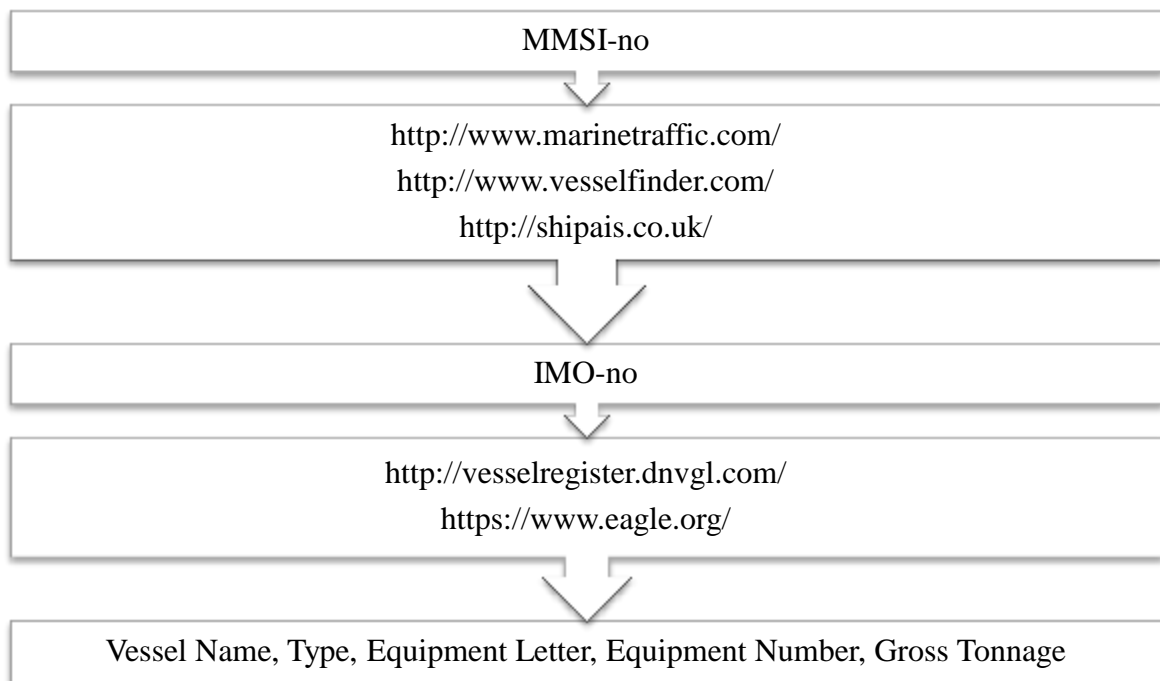 MMSI-no
http://www.marinetraffic.com/
http://www.vesselfinder.com/
http://shipais.co.uk/
IMO-no
http://vesselregister.dnvgl.com/
https://www.eagle.org/
Vessel Name, Type, Equipment Letter, Equipment Number, Gross Tonnage